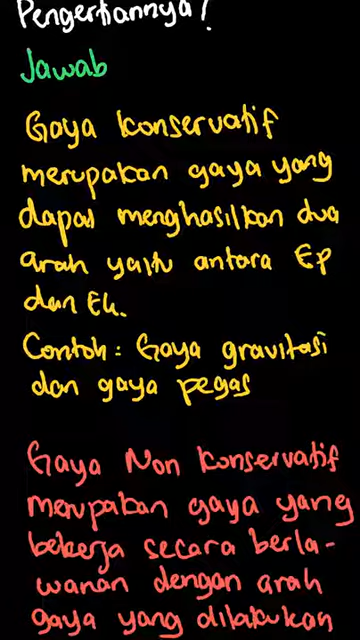 Pengertiannya?
Jawab
Gaya konservatif
merupakan gaya yang
dapat menghasilkan dua
arah yaitu antara Ep
dan Ek.
Contoh : Gaya gravitasi
dan gaya pegas
Gaya Non konservatif
merupakan gaya yang
bekerja secara berla-
wanan dengan arah
gaya yang dilakukan